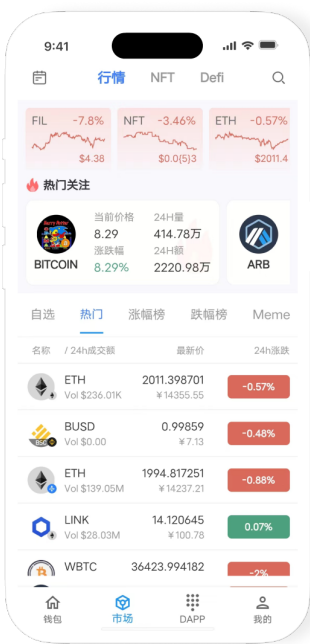 9:41
行情 NFT Defi
FIL -7.8% NFT -3.46% ETH -0.57%
$4.38 $0.0{5}3 $2011.4
热门关注
当前价格 24H量
8.29 414.78万
涨跌幅 24H额
BITCOIN 8.29% 2220.98万 ARB
自选 热门 涨幅榜 跌幅榜 Meme
名称 / 24h成交额 最新价 24h涨跌
ETH 2011.398701 -0.57%
Vol $236.01K ¥14355.55
BUSD 0.99859 -0.48%
BSC Vol $0.00 ¥7.13
ETH 1994.817251 -0.88%
Vol $139.05M ¥14237.21
LINK 14.120645 0.07%
Vol $28.03M ¥100.78
WBTC 36423.994182 -2%
钱包 市场 DAPP 我的